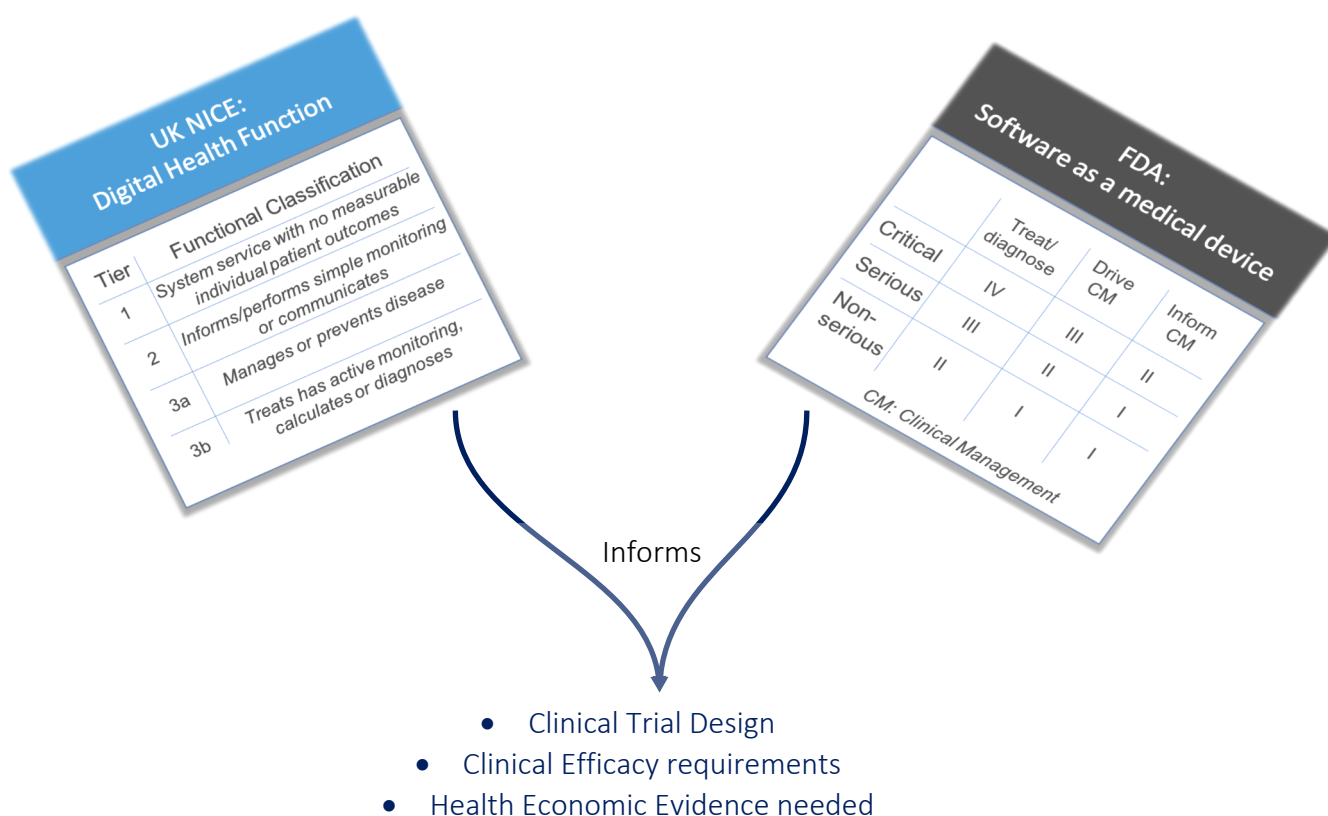 UK NICE:
Digital Health Function
Tier Functional Classification
1 System service with no measurable
individual patient outcomes
2 Informs/performs simple monitoring
or communicates
3a Manages or prevents disease
3b Treats has active monitoring,
calculates or diagnoses
FDA:
Software as a medical device
Treat/
diagnose
Drive
CM
Inform
CM
Critical IV III II
Serious III II I
Non-
serious II I I
CM: Clinical Management
Informs
• Clinical Trial Design
• Clinical Efficacy requirements
• Health Economic Evidence needed